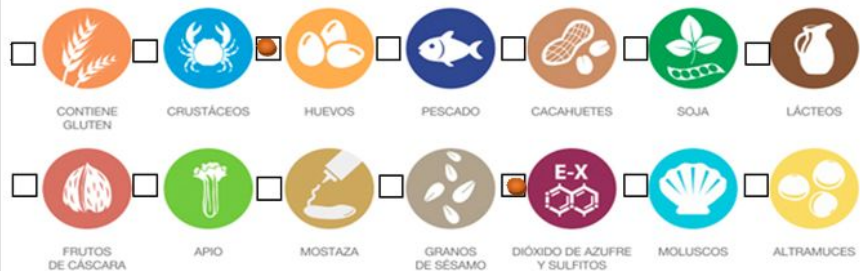 CONTIENE
GLUTEN
CRUSTÁCEOS
HUEVOS
PESCADO
CACAHUETES
SOJA
LÁCTEOS
E-X
FRUTOS
DE CÁSCARA
APIO
MOSTAZA
GRANOS
DE SÉSAMO
DIÓXIDO DE AZUFRE
Y SULFITOS
MOLUSCOS
ALTRAMUCES